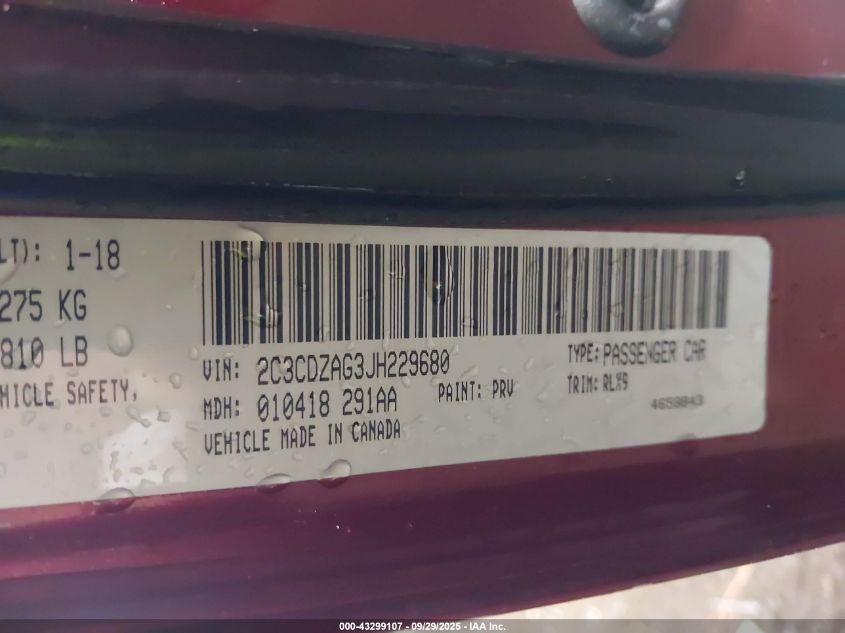 LT): 1-18
275 KG
810 LB
HICLE SAFETY,
VIN: 2C3CDZAG3JH229680
TYPE: PASSENGER CAR
MDH: 010418 291AA
PAINT: PRV
TRIM: RLX9
VEHICLE MADE IN CANADA
4659843
000-43299107 - 09/29/2025 - IAA Inc.